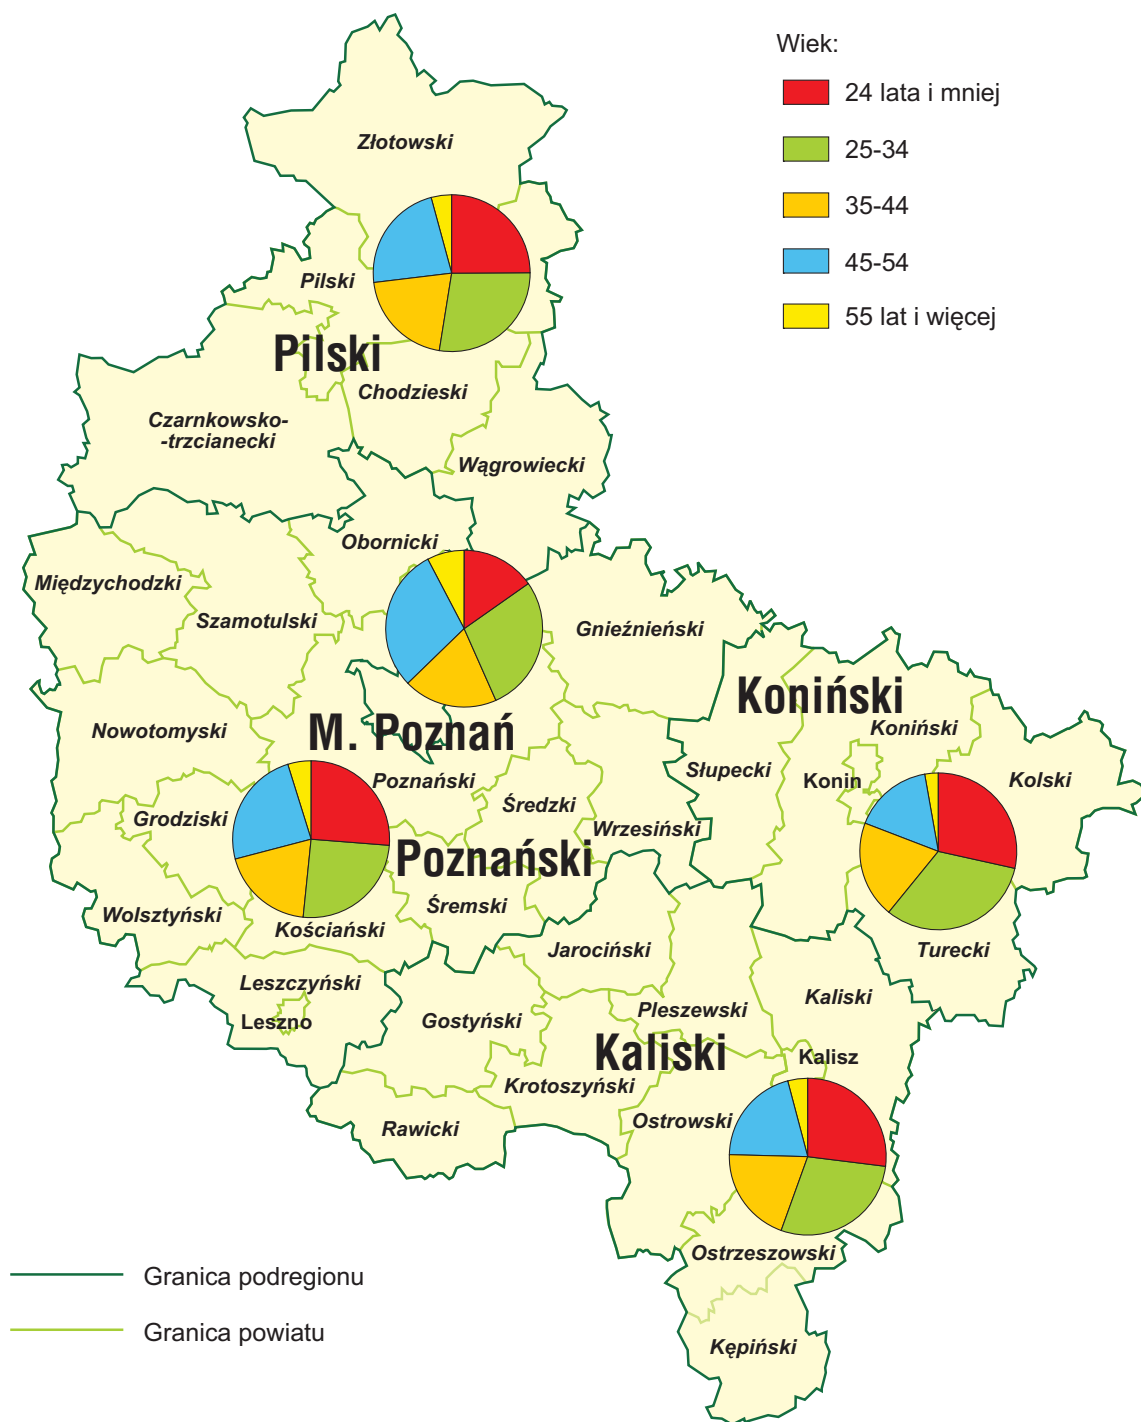 Wiek:
24 lata i mniej
25-34
35-44
45-54
55 lat i więcej
Złotowski
Pilski
Pilski
Chodzieski
Czarnkowsko-
-trzcianecki
Wągrowiecki
Obornicki
Międzychodzki
Szamotulski
Gnieźnieński
Koniński
Nowotomyski
M. Poznań
Koniński
Słupecki
Konin
Kolski
Poznański
Średzki
Grodziski
Wrzesiński
Poznański
Śremski
Wolsztyński
Kościański
Jarociński
Turecki
Leszczyński
Leszno
Gostyński
Pleszewski
Kaliski
Kaliski
Kalisz
Krotoszyński
Rawicki
Ostrowski
Ostrzeszowski
Kępiński
Granica podregionu
Granica powiatu